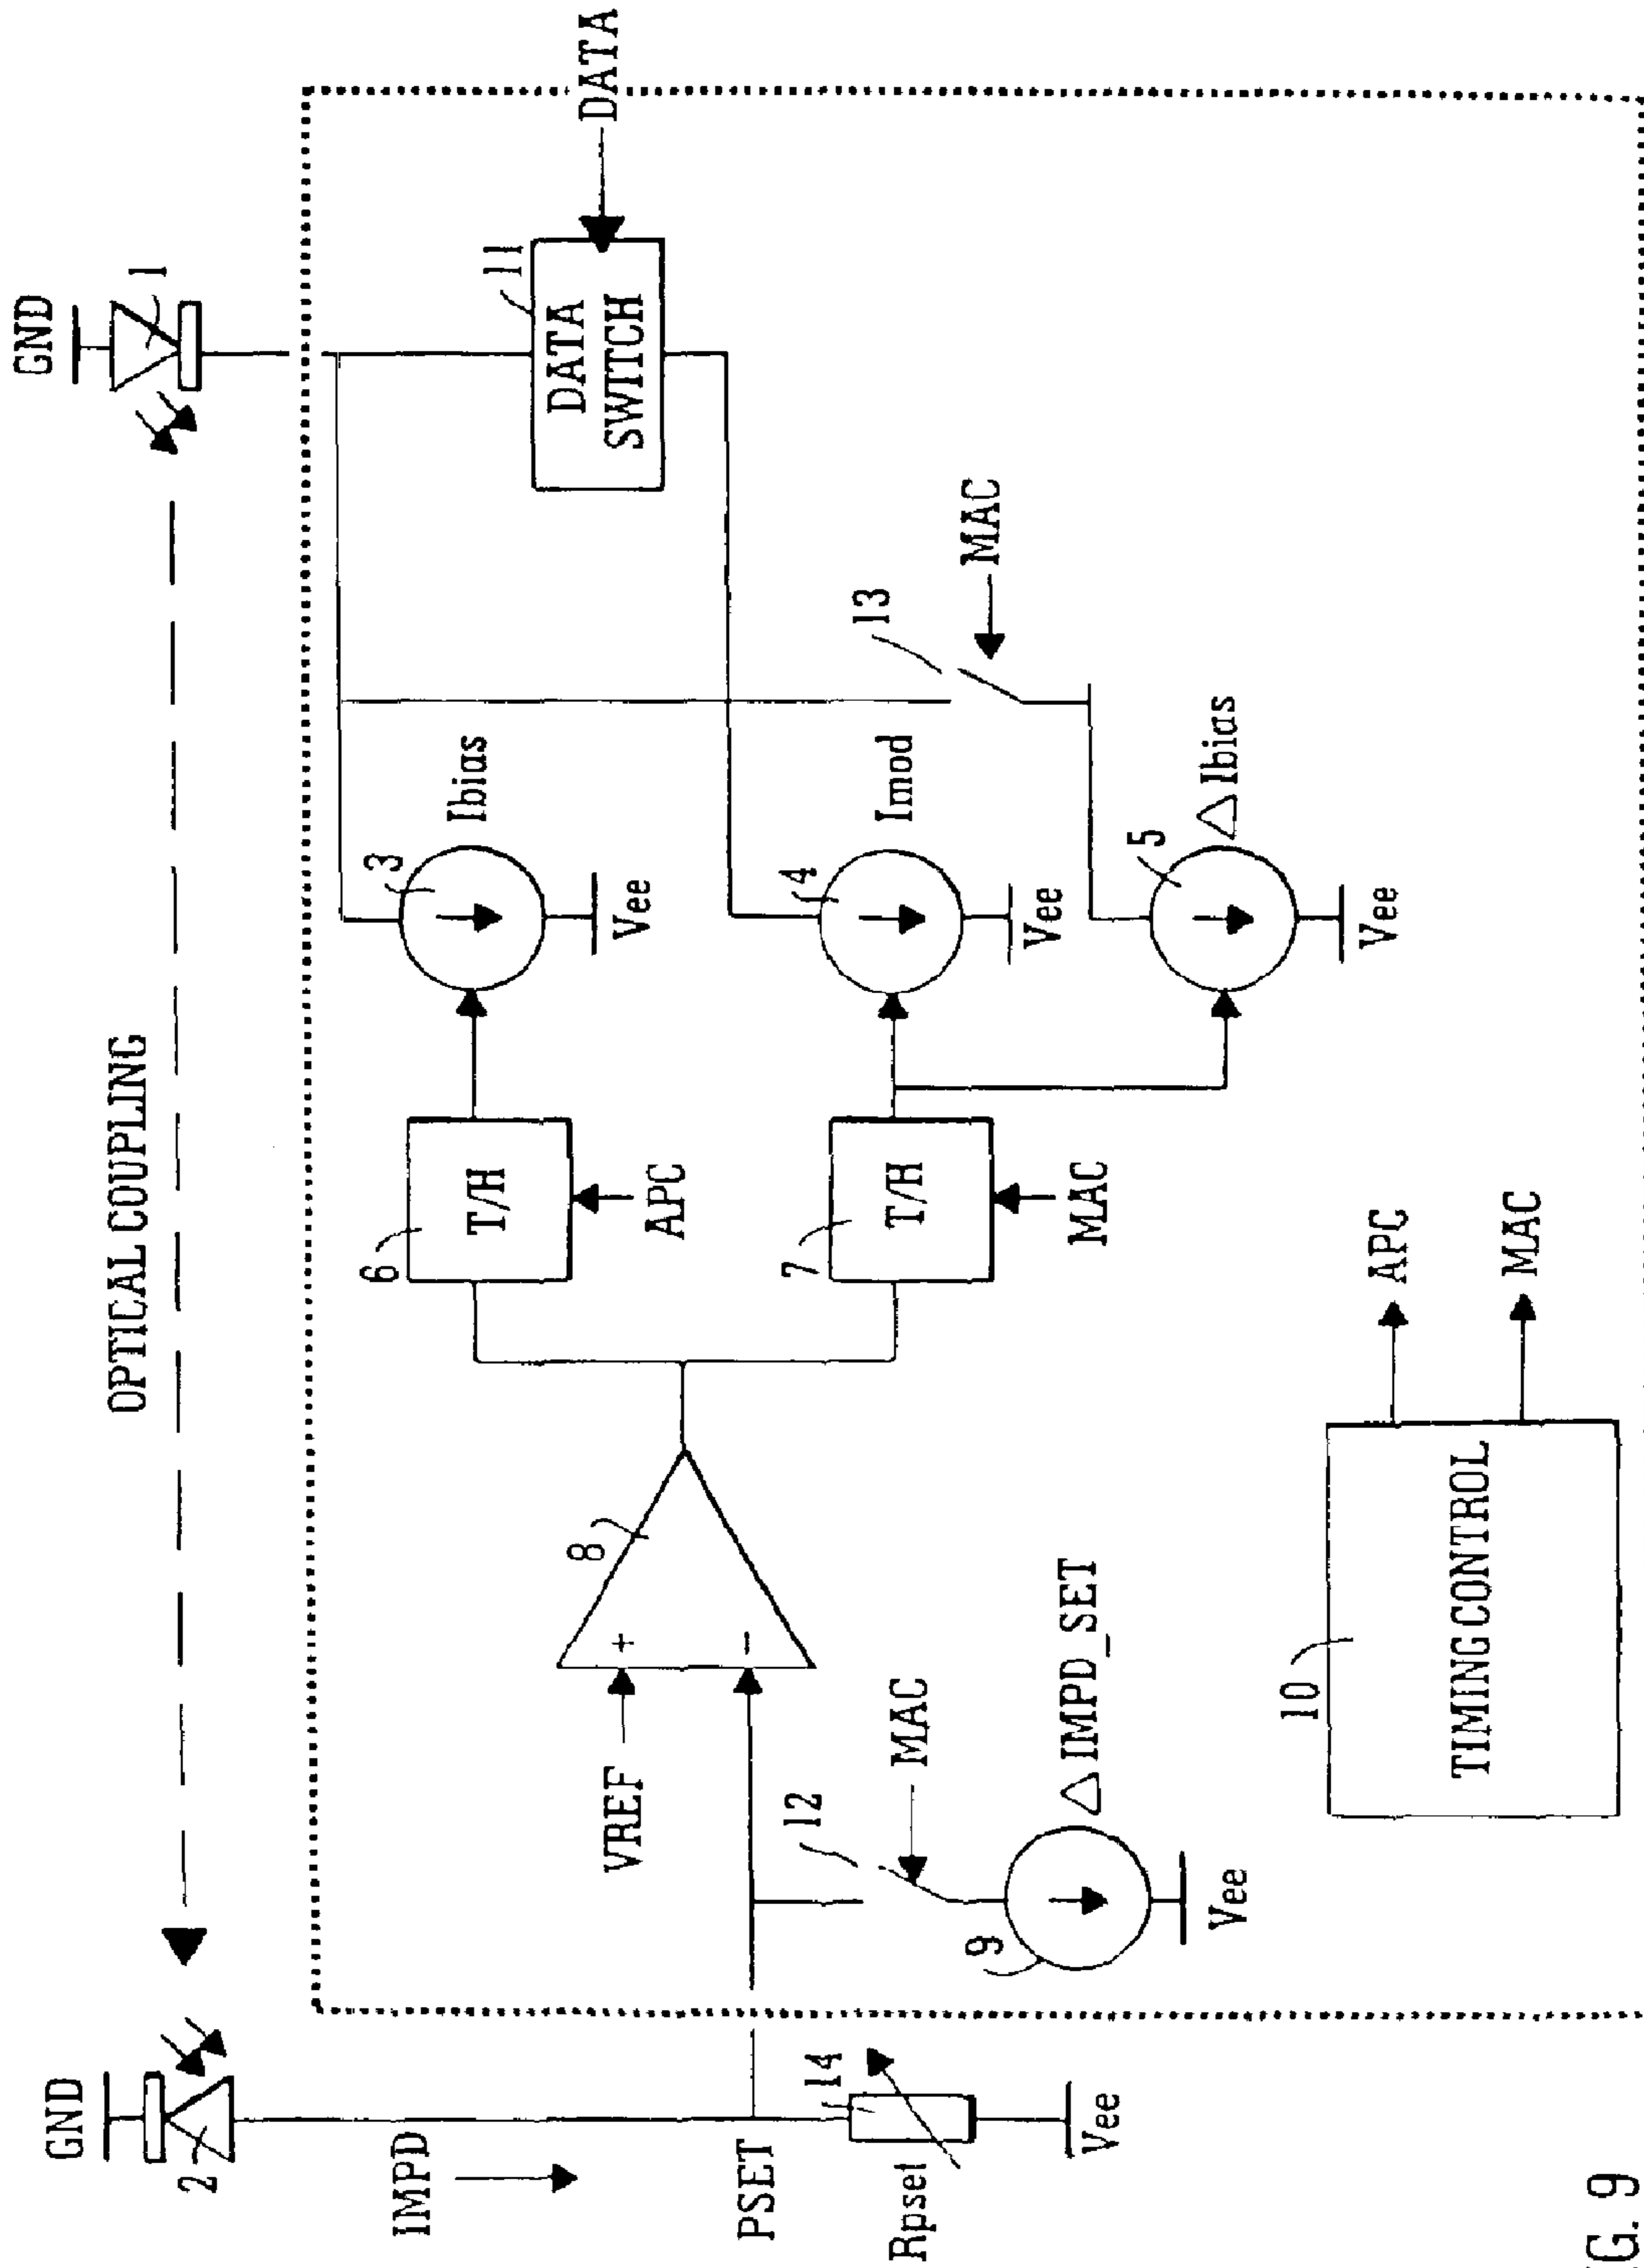 OPTICAL COUPLING
GND
2
IMPD
PSET
Rpset
14
Vee
GND
1
VREF
+
-
8
12
MAC
9
△ IMPD_SET
Vee
6
T/H
APC
7
T/H
MAC
3
Ibias
Vee
4
Imod
Vee
5
△ Ibias
Vee
13
MAC
11
DATA
SWITCH
DATA
10
TIMING CONTROL
APC
MAC
G. 9